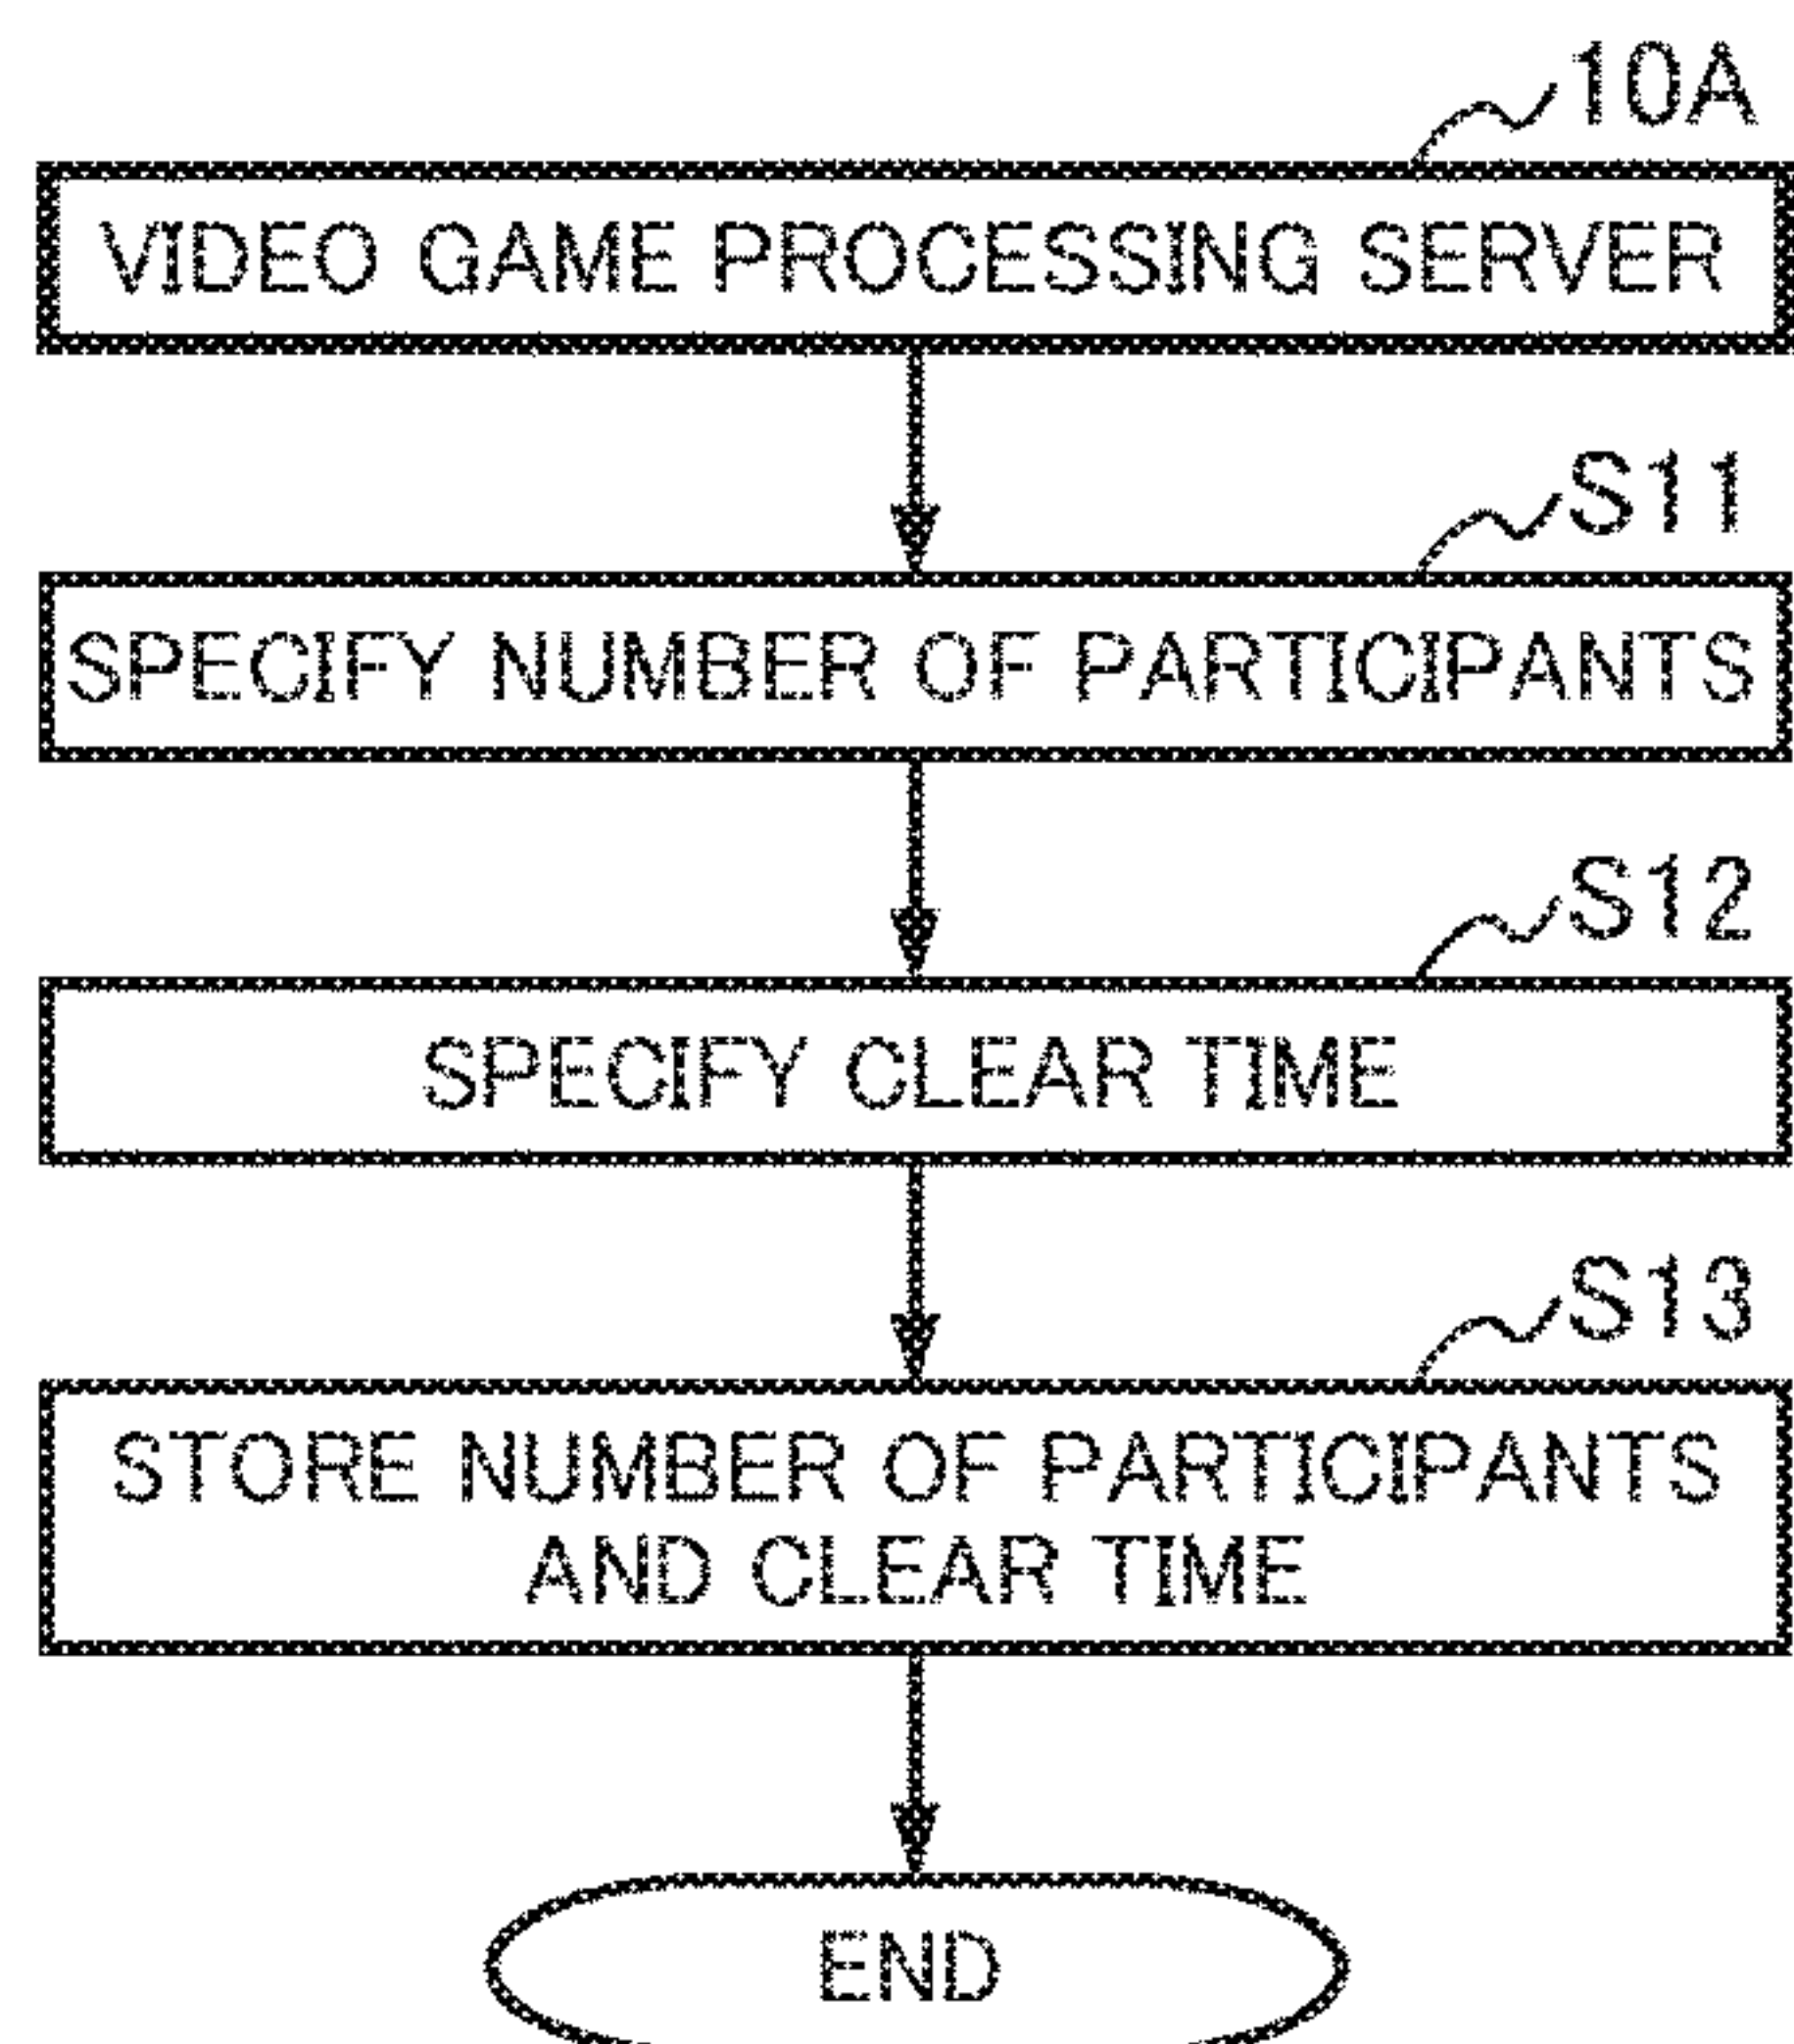 10A
VIDEO GAME PROCESSING SERVER
S11
SPECIFY NUMBER OF PARTICIPANTS
S12
SPECIFY CLEAR TIME
S13
STORE NUMBER OF PARTICIPANTS
AND CLEAR TIME
END